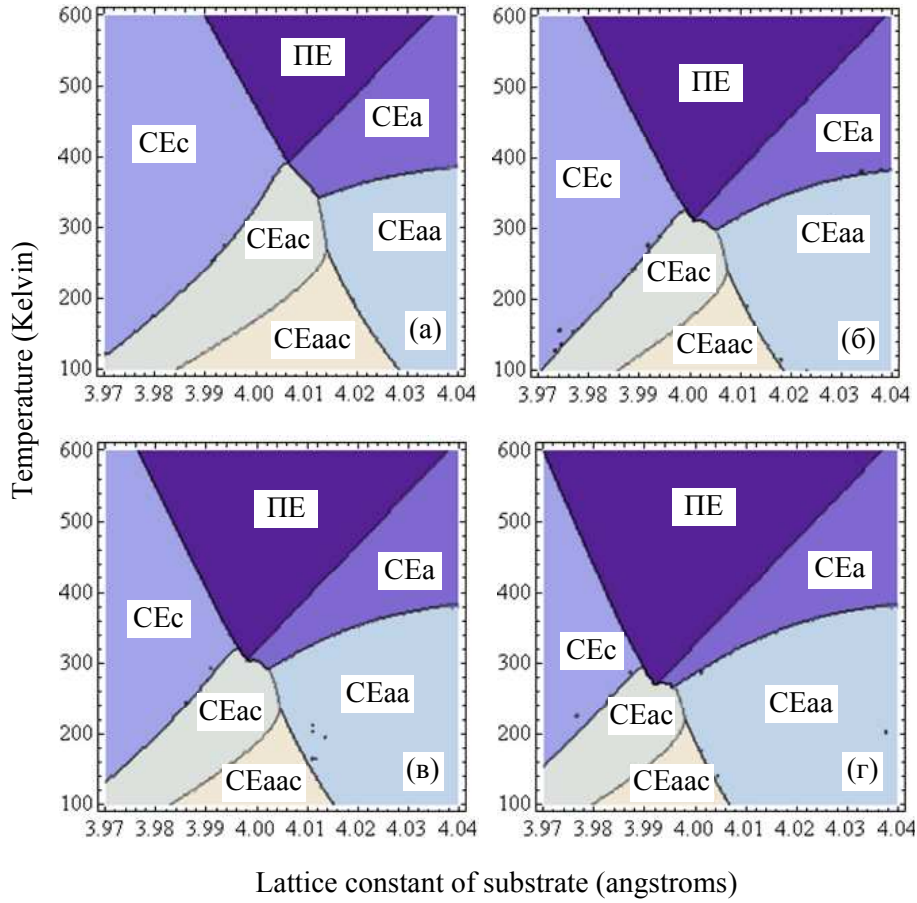 600
500
400
300
200
100
ПЕ
СЕа
СЕс
СЕас
СЕаа
СЕаас
(а)
3.97 3.98 3.99 4.00 4.01 4.02 4.03 4.04
600
500
400
300
200
100
ПЕ
СЕа
СЕс
СЕаа
СЕас
СЕаас
(б)
3.97 3.98 3.99 4.00 4.01 4.02 4.03 4.04
Temperature (Kelvin)
600
500
400
300
200
100
ПЕ
СЕа
СЕс
СЕаа
СЕас
СЕаас
(в)
3.97 3.98 3.99 4.00 4.01 4.02 4.03 4.04
600
500
400
300
200
100
ПЕ
СЕа
СЕс
СЕаа
СЕас
СЕаас
(г)
3.97 3.98 3.99 4.00 4.01 4.02 4.03 4.04
Lattice constant of substrate (angstroms)